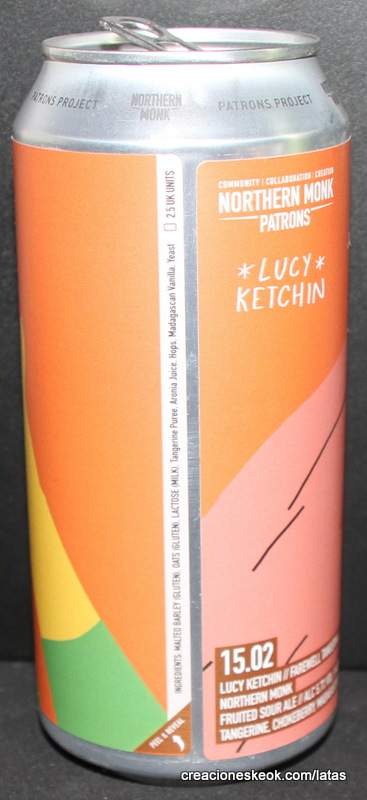 PATRONS PROJECT
NORTHERN
MONK
PATRONS PROJECT
2.5 UK UNITS
INGREDIENTS: MALTED BARLEY (GLUTEN), OATS (GLUTEN), LACTOSE (MILK), Tangerine Puree, Aronia Juice, Hops, Madagascan Vanilla, Yeast
PEEL & REVEAL
COMMUNITY | COLLABORATION | CREATION
NORTHERN MONK
PATRONS
*LUCY*
KETCHIN
15.02
LUCY KETCHIN // FAREWELL
NORTHERN MONK
FRUITED SOUR ALE // ALC
TANGERINE, CHOKEBERRY,
creacioneskeok.com/latas